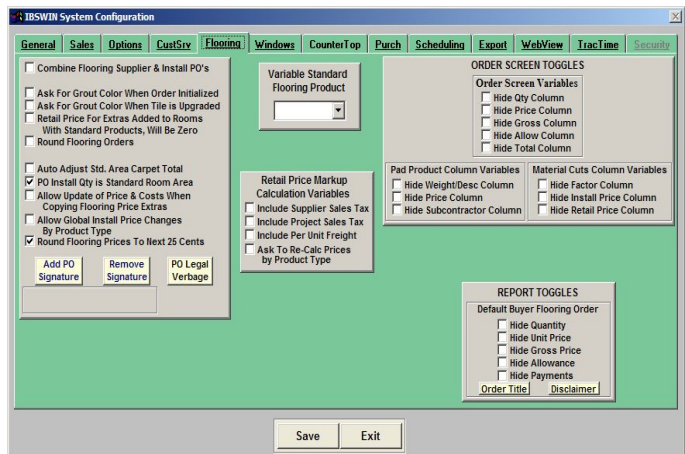 IBSWIN System Configuration
General Sales Options CustSrv Flooring Windows CounterTop Purch Scheduling Export WebView TracTime Security
Combine Flooring Supplier & Install PO's
Ask For Grout Color When Order Initialized
Ask For Grout Color When Tile is Upgraded
Retail Price For Extras Added to Rooms
With Standard Products, Will Be Zero
Round Flooring Orders
Auto Adjust Std. Area Carpet Total
PO Install Qty is Standard Room Area
Allow Update of Price & Costs When
Copying Flooring Price Extras
Allow Global Install Price Changes
By Product Type
Round Flooring Prices To Next 25 Cents
Add PO
Signature
Remove
Signature
PO Legal
Verbage
Variable Standard
Flooring Product
Retail Price Markup
Calculation Variables
Include Supplier Sales Tax
Include Project Sales Tax
Include Per Unit Freight
Ask To Re-Calc Prices
by Product Type
ORDER SCREEN TOGGLES
Order Screen Variables
Hide Qty Column
Hide Price Column
Hide Gross Column
Hide Allow Column
Hide Total Column
Pad Product Column Variables
Hide Weight/Desc Column
Hide Price Column
Hide Subcontractor Column
Material Cuts Column Variables
Hide Factor Column
Hide Install Price Column
Hide Retail Price Column
REPORT TOGGLES
Default Buyer Flooring Order
Hide Quantity
Hide Unit Price
Hide Gross Price
Hide Allowance
Hide Payments
Order Title
Disclaimer
Save
Exit